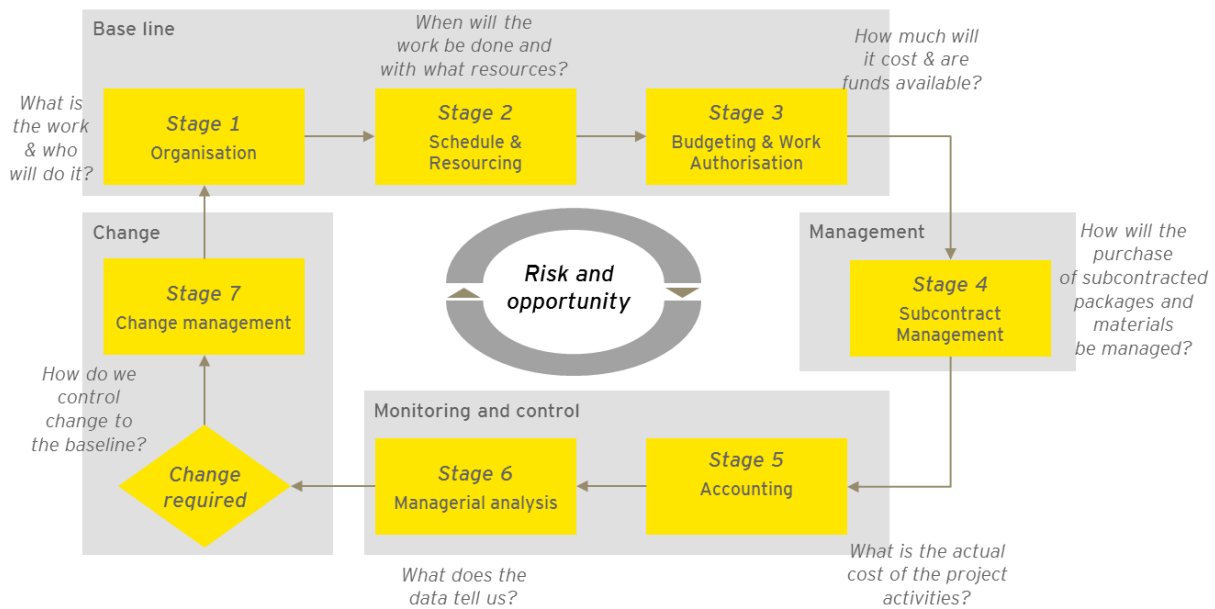 Base line
When will the
work be done and
with what resources?
How much will
it cost & are
funds available?
What is
the work
& who
will do it?
Stage 1
Organisation
Stage 2
Schedule &
Resourcing
Stage 3
Budgeting & Work
Authorisation
Change
Stage 7
Change management
Risk and
opportunity
Management
Stage 4
Subcontract
Management
How will the
purchase
of subcontracted
packages and
materials
be managed?
How do we
control
change to
the baseline?
Change
required
Monitoring and control
Stage 6
Managerial analysis
Stage 5
Accounting
What does the
data tell us?
What is the actual
cost of the project
activities?